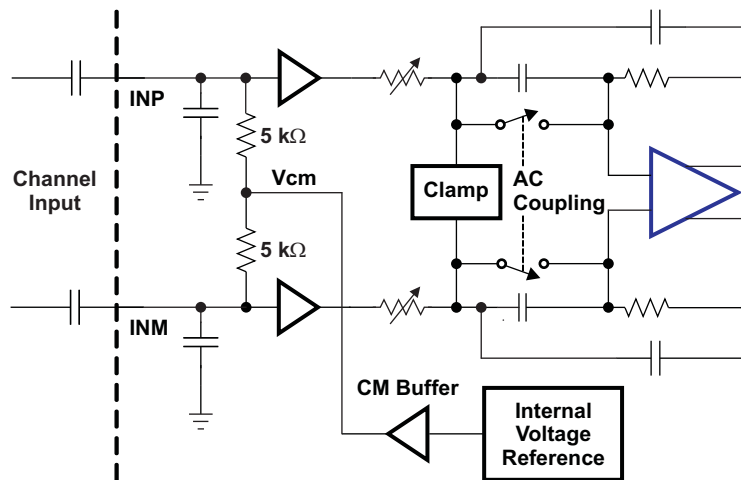 INP
5 kΩ
Channel
Input
Vcm
Clamp
AC
Coupling
5 kΩ
INM
CM Buffer
Internal
Voltage
Reference